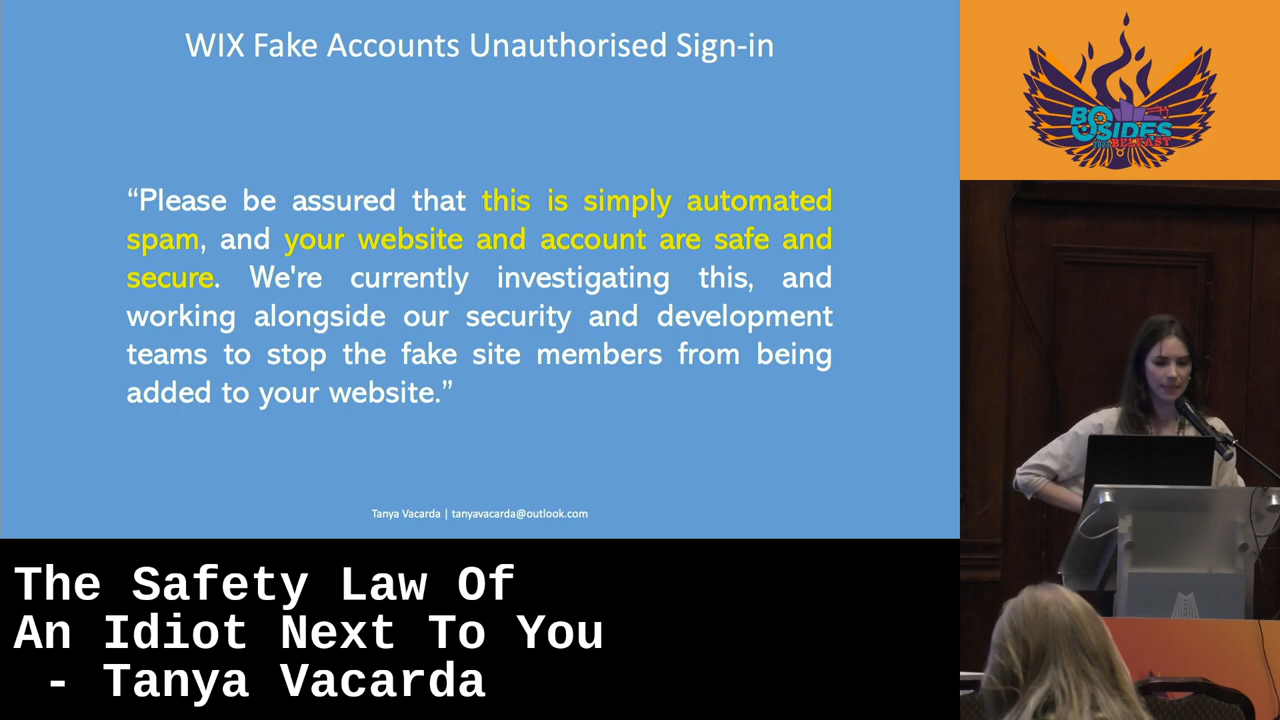 WIX Fake Accounts Unauthorised Sign-in
“Please be assured that this is simply automated
spam, and your website and account are safe and
secure. We're currently investigating this, and
working alongside our security and development
teams to stop the fake site members from being
added to your website.”
Tanya Vacarda | tanyavacarda@outlook.com
BSIDES
BELFAST
The Safety Law Of
An Idiot Next To You
- Tanya Vacarda